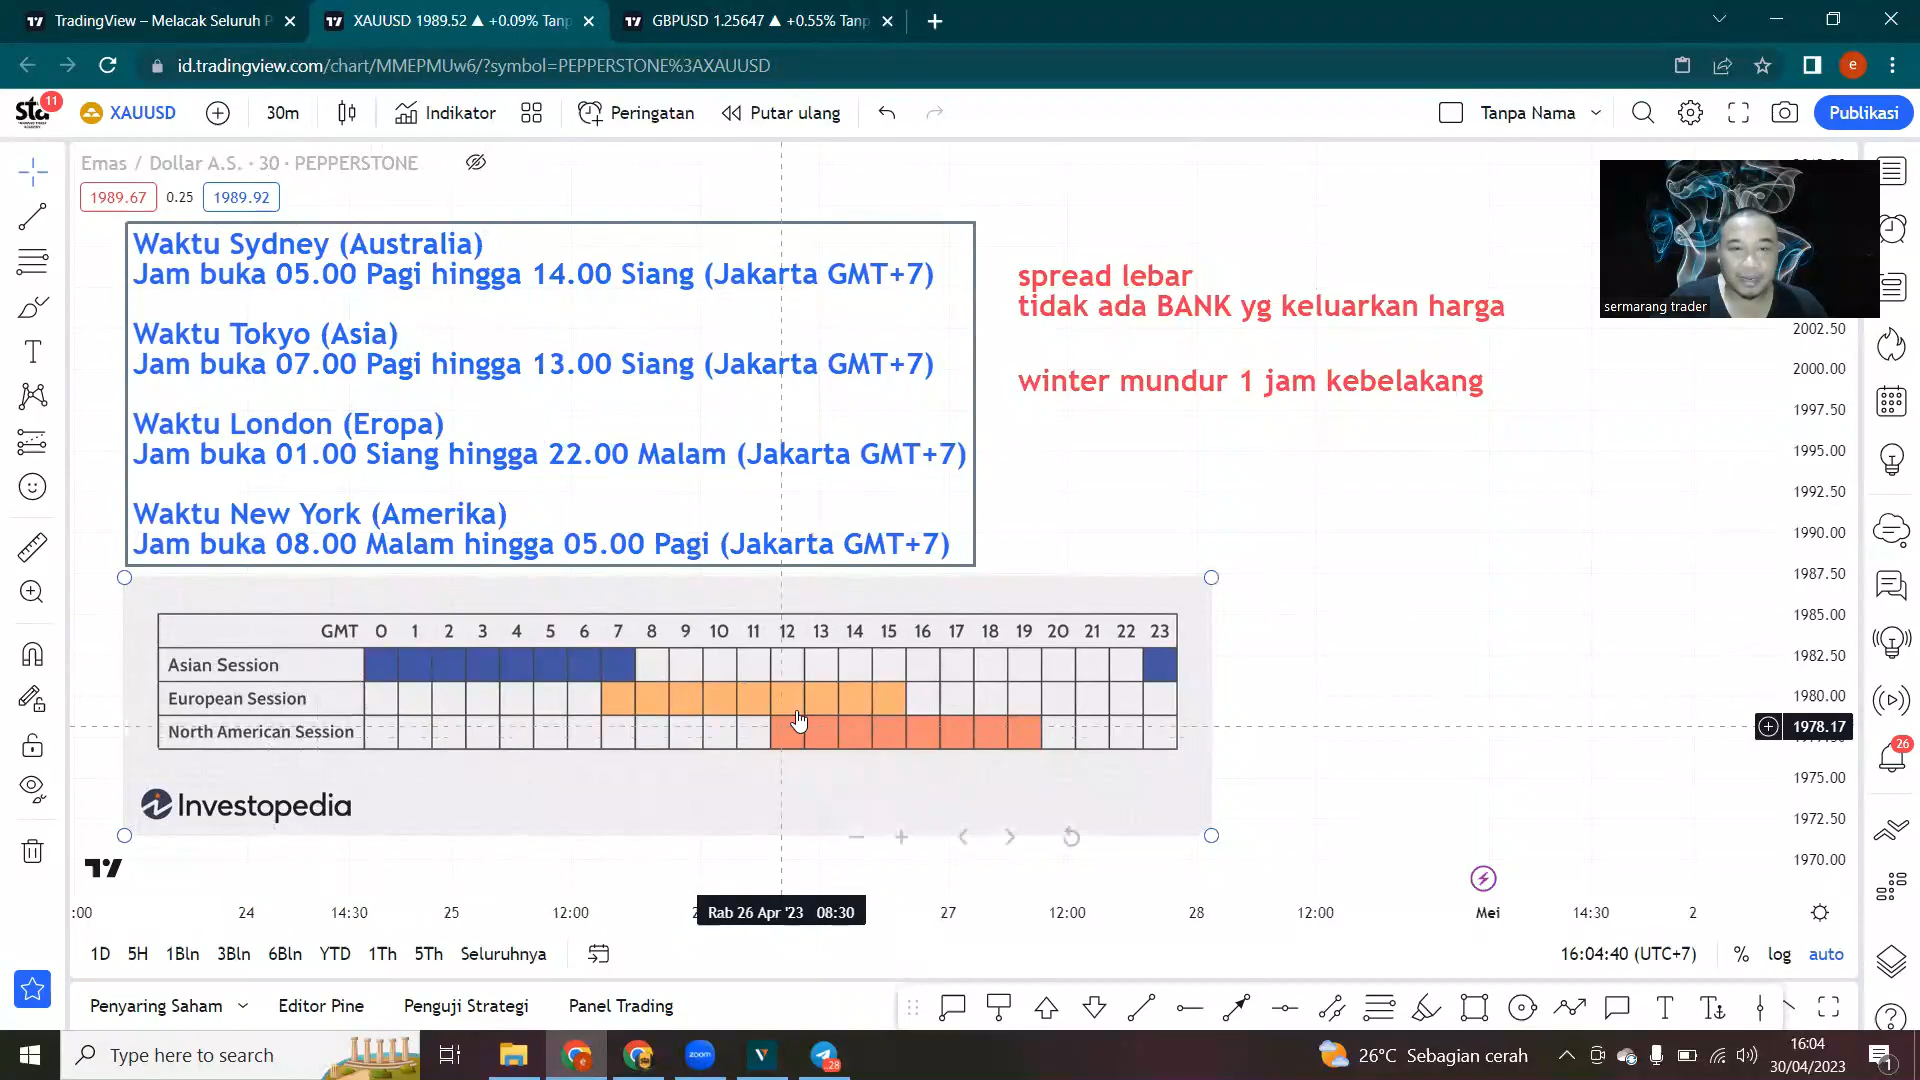 TradingView – Melacak Seluruh P
XAUUSD 1989.52 ▲ +0.09% Tanp
GBPUSD 1.25647 ▲ +0.55% Tanp
id.tradingview.com/chart/MMEPMUw6/?symbol=PEPPERSTONE%3AXAUUSD
e
sta
11
XAUUSD
30m
Indikator
Peringatan
Putar ulang
Tanpa Nama
Publikasi
Emas / Dollar A.S. · 30 · PEPPERSTONE
1989.67
0.25
1989.92
Waktu Sydney (Australia)
Jam buka 05.00 Pagi hingga 14.00 Siang (Jakarta GMT+7)
Waktu Tokyo (Asia)
Jam buka 07.00 Pagi hingga 13.00 Siang (Jakarta GMT+7)
Waktu London (Eropa)
Jam buka 01.00 Siang hingga 22.00 Malam (Jakarta GMT+7)
Waktu New York (Amerika)
Jam buka 08.00 Malam hingga 05.00 Pagi (Jakarta GMT+7)
spread lebar
tidak ada BANK yg keluarkan harga
winter mundur 1 jam kebelakang
sermarang trader
2002.50
2000.00
1997.50
1995.00
1992.50
1990.00
1987.50
1985.00
1982.50
1980.00
1978.17
1975.00
1972.50
1970.00
26
GMT 0 1 2 3 4 5 6 7 8 9 10 11 12 13 14 15 16 17 18 19 20 21 22 23
Asian Session
European Session
North American Session
Investopedia
:00 24 14:30 25 12:00 Rab 26 Apr '23 08:30 27 12:00 28 12:00 Mei 14:30 2
1D 5H 1Bln 3Bln 6Bln YTD 1Th 5Th Seluruhnya
16:04:40 (UTC+7) % log auto
Penyaring Saham Editor Pine Penguji Strategi Panel Trading
Type here to search
zoom
28
26°C Sebagian cerah
16:04
30/04/2023
1